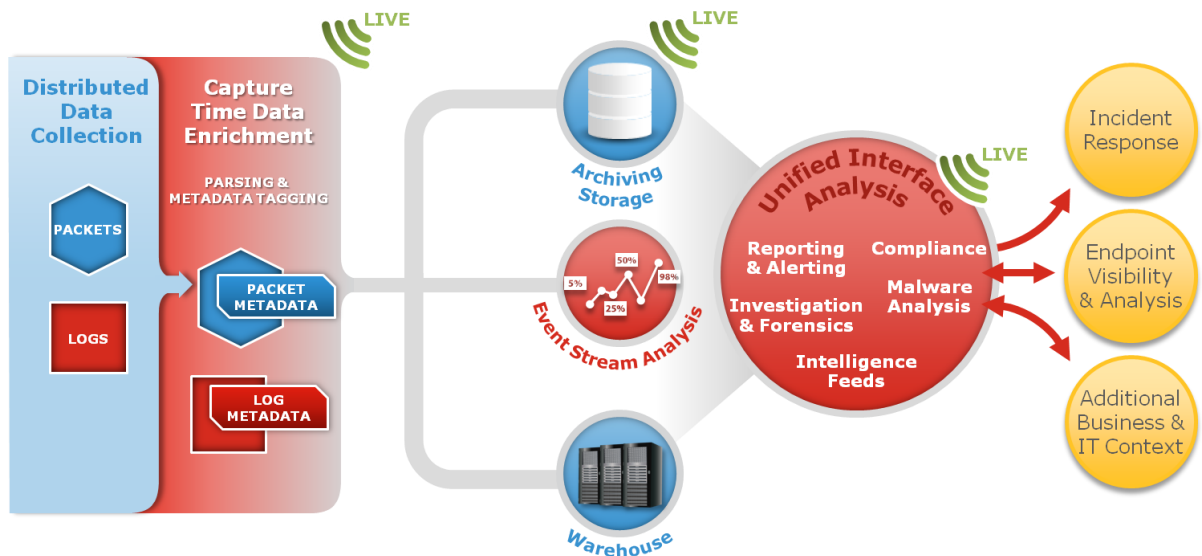 LIVE
LIVE
Distributed
Data
Collection
Capture
Time Data
Enrichment
PARSING &
METADATA TAGGING
PACKETS
LOGS
PACKET
METADATA
LOG
METADATA
Archiving
Storage
5%
25%
50%
98%
Event Stream Analysis
Warehouse
LIVE
Unified Interface
Analysis
Reporting
& Alerting
Compliance
Investigation
& Forensics
Malware
Analysis
Intelligence
Feeds
Incident
Response
Endpoint
Visibility
& Analysis
Additional
Business &
IT Context